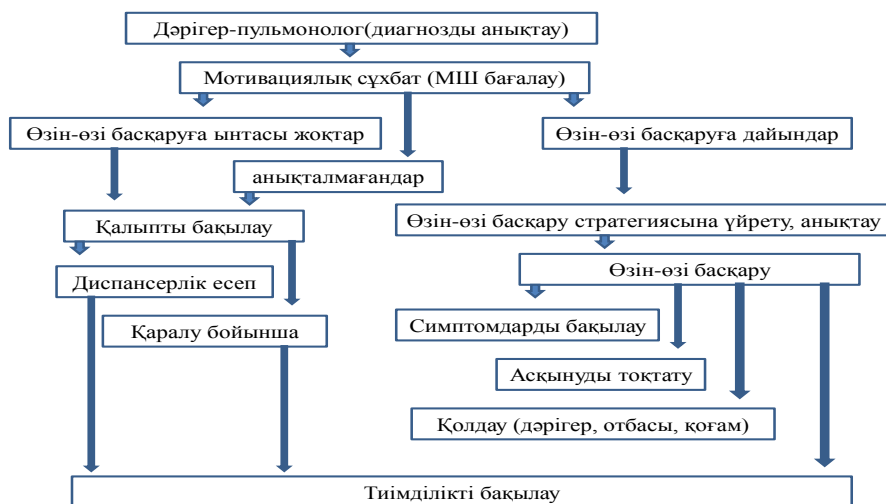 Дәрігер-пульмонолог(диагнозды анықтау)
Мотивациялық сұхбат (МШ бағалау)
Өзін-өзі басқаруға ынтасы жоқтар
Өзін-өзі басқаруға дайындар
анықталмағандар
Қалыпты бақылау
Өзін-өзі басқару стратегиясына үйрету, анықтау
Өзін-өзі басқару
Диспансерлік есеп
Қаралу бойынша
Симптомдарды бақылау
Асқынуды тоқтату
Қолдау (дәрігер, отбасы, қоғам)
Тиімділікті бақылау